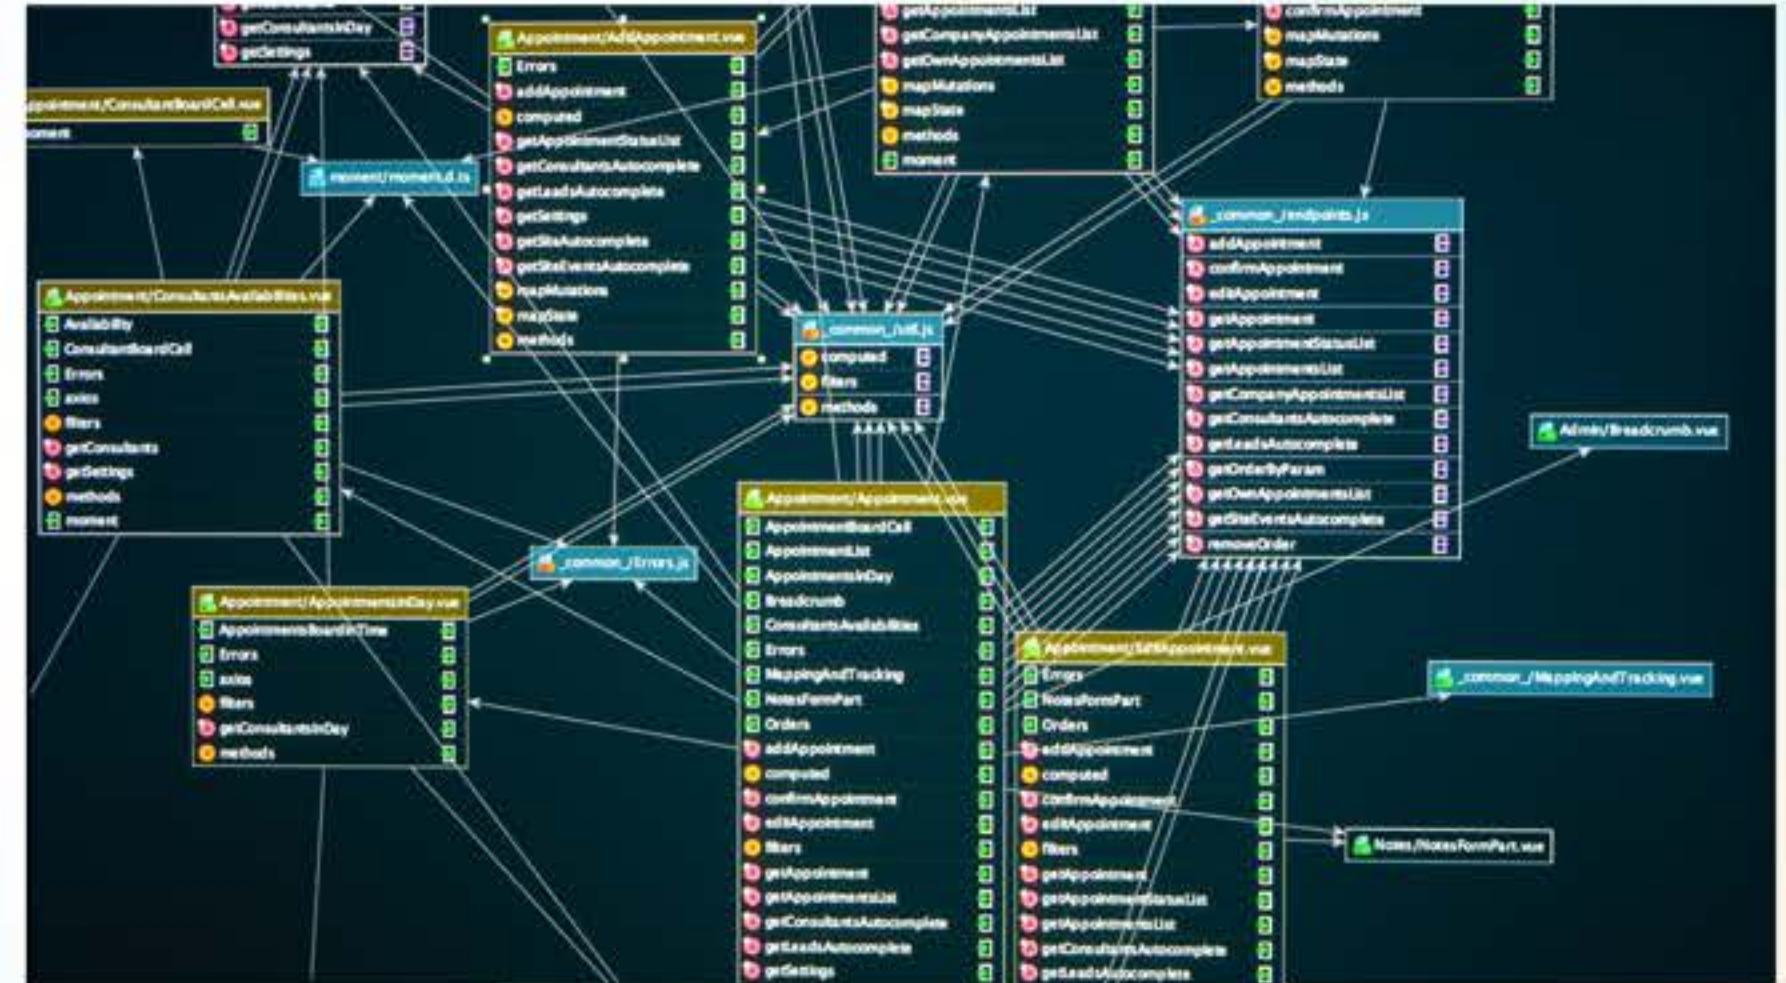 getConsultantsInDay
getSettings
Appointment/AddAppointment.vue
Errors
addAppointment
computed
getAppointmentStatusList
getConsultantsAutocomplete
getLeadsAutocomplete
getSettings
getSiteAutocomplete
getSiteEventsAutocomplete
mapMutations
mapState
methods
getAppointmentsList
getCompanyAppointmentsList
getOwnAppointmentsList
mapMutations
mapState
methods
moment
confirmAppointment
mapMutations
mapState
methods
ppointment/ConsultantBoardCell.vue
oment
moment/moment.d.ts
_common_/endpoints.js
addAppointment
confirmAppointment
editAppointment
getAppointment
getAppointmentStatusList
getAppointmentsList
getCompanyAppointmentsList
getConsultantsAutocomplete
getLeadsAutocomplete
getOrderByParam
getOwnAppointmentsList
getSiteEventsAutocomplete
removeOrder
Appointment/ConsultantsAvailabilities.vue
Availability
ConsultantBoardCell
Errors
axios
filters
getConsultants
getSettings
methods
moment
_common_/util.js
computed
filters
methods
Admin/Breadcrumb.vue
Appointment/Appointment.vue
AppointmentBoardCell
AppointmentList
AppointmentsInDay
Breadcrumb
ConsultantsAvailabilities
Errors
MappingAndTracking
NotesFormPart
Orders
addAppointment
computed
confirmAppointment
editAppointment
filters
getAppointment
getAppointmentsList
getConsultantsAutocomplete
getLeadsAutocomplete
getSettings
_common_/Errors.js
Appointment/AppointmentsInDay.vue
AppointmentsBoardInTime
Errors
axios
filters
getConsultantsInDay
methods
Appointment/EditAppointment.vue
Errors
NotesFormPart
Orders
addAppointment
computed
confirmAppointment
editAppointment
filters
getAppointment
getAppointmentStatusList
getAppointmentsList
getConsultantsAutocomplete
getLeadsAutocomplete
_common_/MappingAndTracking.vue
Notes/NotesFormPart.vue